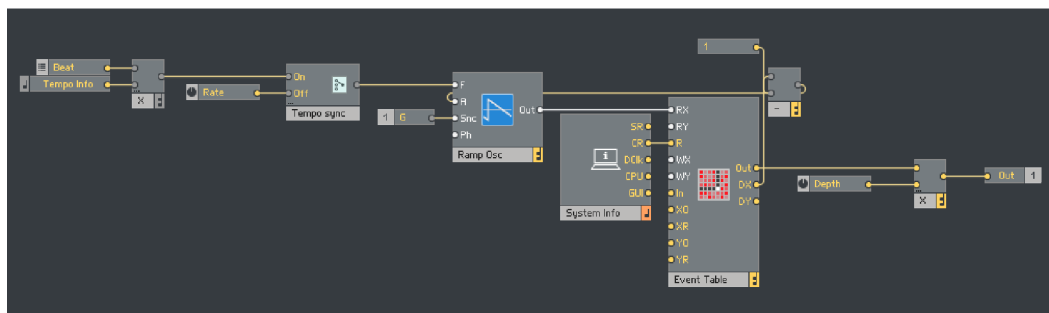 Beat
Tempo Info
X
Rate
On
Off
Tempo sync
1 G
F
A
Snc
Ph
Out
Ramp Osc
SR
CR
DClk
CPU
GUI
System Info
1
RX
RY
R
WX
WY
In
XO
XR
YO
YR
Out
DX
DY
Event Table
-
Depth
X
Out 1